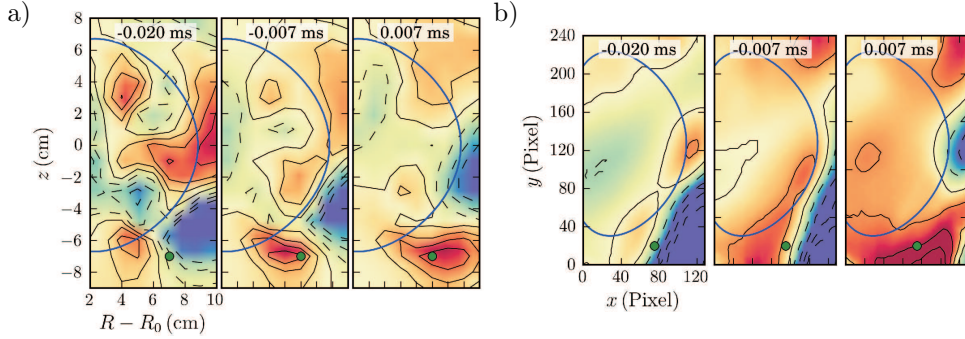 a)
-0.020 ms
-0.007 ms
0.007 ms
8
6
4
2
0
−2
−4
−6
−8
z (cm)
2 4 6 8 10
R − R₀ (cm)
b)
-0.020 ms
-0.007 ms
0.007 ms
240
200
160
120
80
40
0
y (Pixel)
0 40 80 120
x (Pixel)